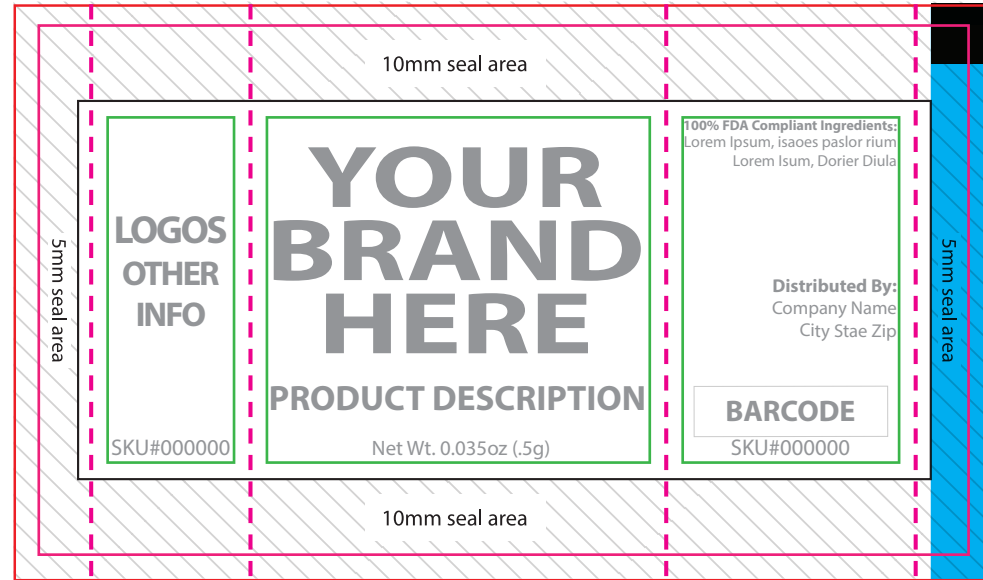 10mm seal area
5mm seal area
LOGOS
OTHER
INFO
SKU#000000
YOUR
BRAND
HERE
PRODUCT DESCRIPTION
Net Wt. 0.035oz (.5g)
100% FDA Compliant Ingredients:
Lorem Ipsum, isaoes paslor rium
Lorem Isum, Dorier Diula
Distributed By:
Company Name
City Stae Zip
BARCODE
SKU#000000
5mm seal area
10mm seal area